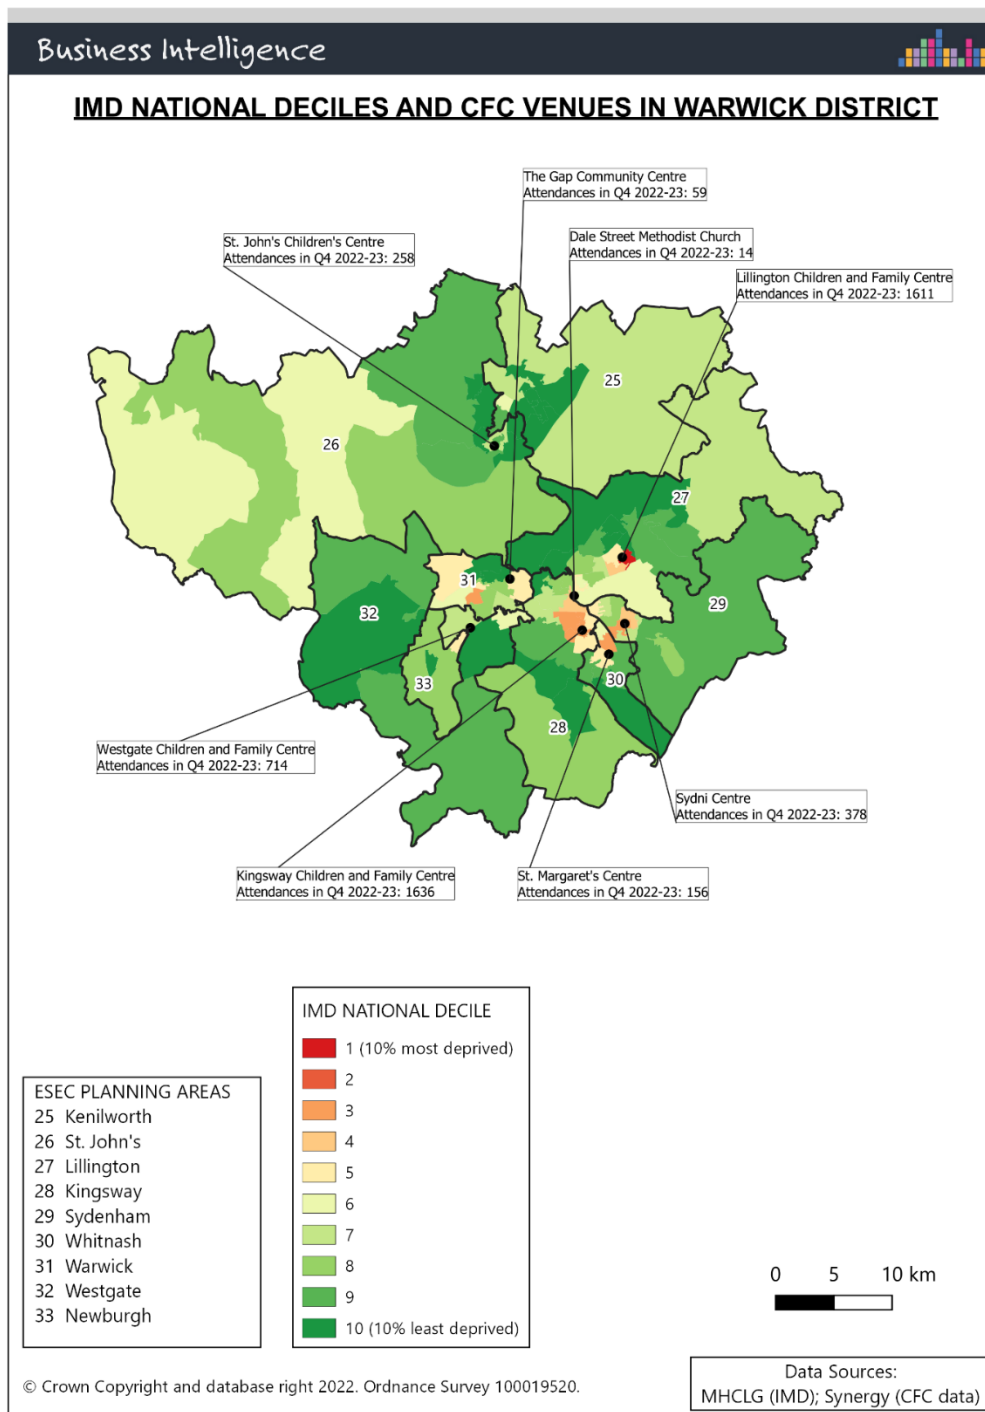 Business Intelligence
IMD NATIONAL DECILES AND CFC VENUES IN WARWICK DISTRICT
The Gap Community Centre
Attendances in Q4 2022-23: 59
Dale Street Methodist Church
Attendances in Q4 2022-23: 14
St. John's Children's Centre
Attendances in Q4 2022-23: 258
Lillington Children and Family Centre
Attendances in Q4 2022-23: 1611
25
26
27
31
29
32
30
33
28
Westgate Children and Family Centre
Attendances in Q4 2022-23: 714
Sydni Centre
Attendances in Q4 2022-23: 378
Kingsway Children and Family Centre
Attendances in Q4 2022-23: 1636
St. Margaret's Centre
Attendances in Q4 2022-23: 156
IMD NATIONAL DECILE
1 (10% most deprived)
2
3
4
5
6
7
8
9
10 (10% least deprived)
ESEC PLANNING AREAS
25 Kenilworth
26 St. John's
27 Lillington
28 Kingsway
29 Sydenham
30 Whitnash
31 Warwick
32 Westgate
33 Newburgh
0 5 10 km
© Crown Copyright and database right 2022. Ordnance Survey 100019520.
Data Sources:
MHCLG (IMD); Synergy (CFC data)